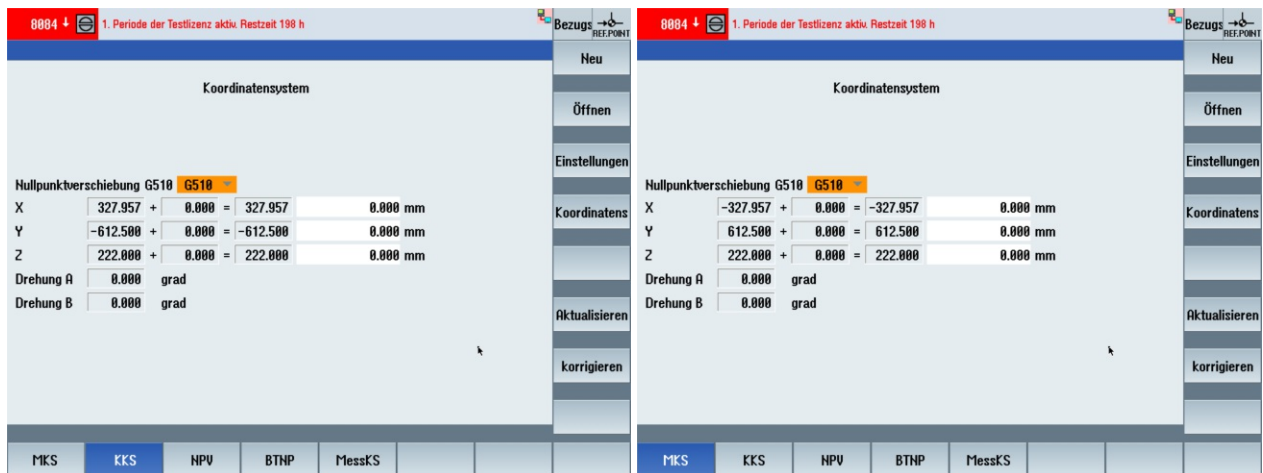 8084 ↓ 1. Periode der Testlizenz aktiv. Restzeit 198 h
Bezugs
REF.POINT
Neu
Koordinatensystem
Öffnen
Einstellungen
Nullpunktverschiebung G510 G510
X 327.957 + 0.000 = 327.957 0.000 mm
Koordinatens
Y -612.500 + 0.000 = -612.500 0.000 mm
Z 222.000 + 0.000 = 222.000 0.000 mm
Drehung A 0.000 grad
Drehung B 0.000 grad
Aktualisieren
korrigieren
MKS KKS NPV BTNP MessKS
8084 ↓ 1. Periode der Testlizenz aktiv. Restzeit 198 h
Bezugs
REF.POINT
Neu
Koordinatensystem
Öffnen
Einstellungen
Nullpunktverschiebung G510 G510
X -327.957 + 0.000 = -327.957 0.000 mm
Koordinatens
Y 612.500 + 0.000 = 612.500 0.000 mm
Z 222.000 + 0.000 = 222.000 0.000 mm
Drehung A 0.000 grad
Drehung B 0.000 grad
Aktualisieren
korrigieren
MKS KKS NPV BTNP MessKS